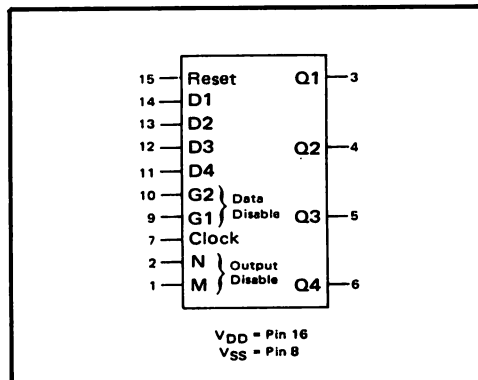 15 Reset Q1 3
14 D1
13 D2
12 D3 Q2 4
11 D4
10 G2 Data
9 G1 Disable Q3 5
7 Clock
2 N Output
1 M Disable Q4 6
VDD = Pin 16
VSS = Pin 8